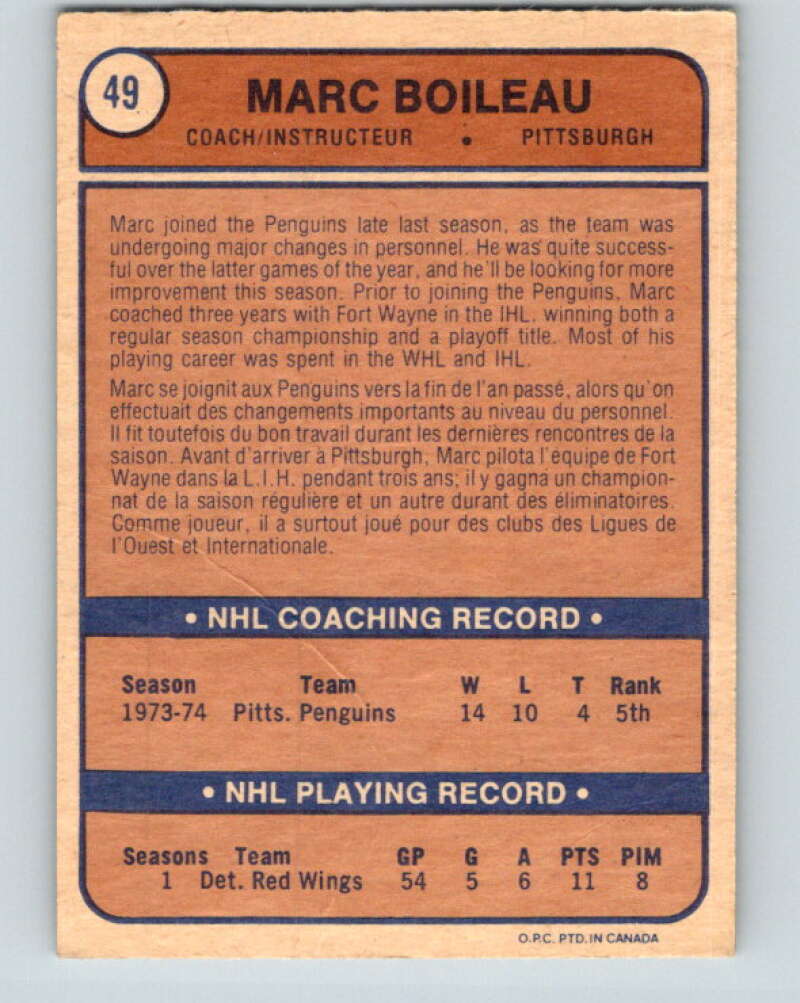 49
MARC BOILEAU
COACH/INSTRUCTEUR • PITTSBURGH
Marc joined the Penguins late last season, as the team was
undergoing major changes in personnel. He was quite success-
ful over the latter games of the year, and he'll be looking for more
improvement this season. Prior to joining the Penguins, Marc
coached three years with Fort Wayne in the IHL, winning both a
regular season championship and a playoff title. Most of his
playing career was spent in the WHL and IHL.
Marc se joignit aux Penguins vers la fin de l'an passé, alors qu'on
effectuait des changements importants au niveau du personnel.
Il fit toutefois du bon travail durant les dernières rencontres de la
saison. Avant d'arriver à Pittsburgh, Marc pilota l'équipe de Fort
Wayne dans la L.I.H. pendant trois ans; il y gagna un champion-
nat de la saison régulière et un autre durant des éliminatoires.
Comme joueur, il a surtout joué pour des clubs des Ligues de
l'Ouest et Internationale.
• NHL COACHING RECORD •
Season Team W L T Rank
1973-74 Pitts. Penguins 14 10 4 5th
• NHL PLAYING RECORD •
Seasons Team GP G A PTS PIM
1 Det. Red Wings 54 5 6 11 8
O.P.C. PTD. IN CANADA